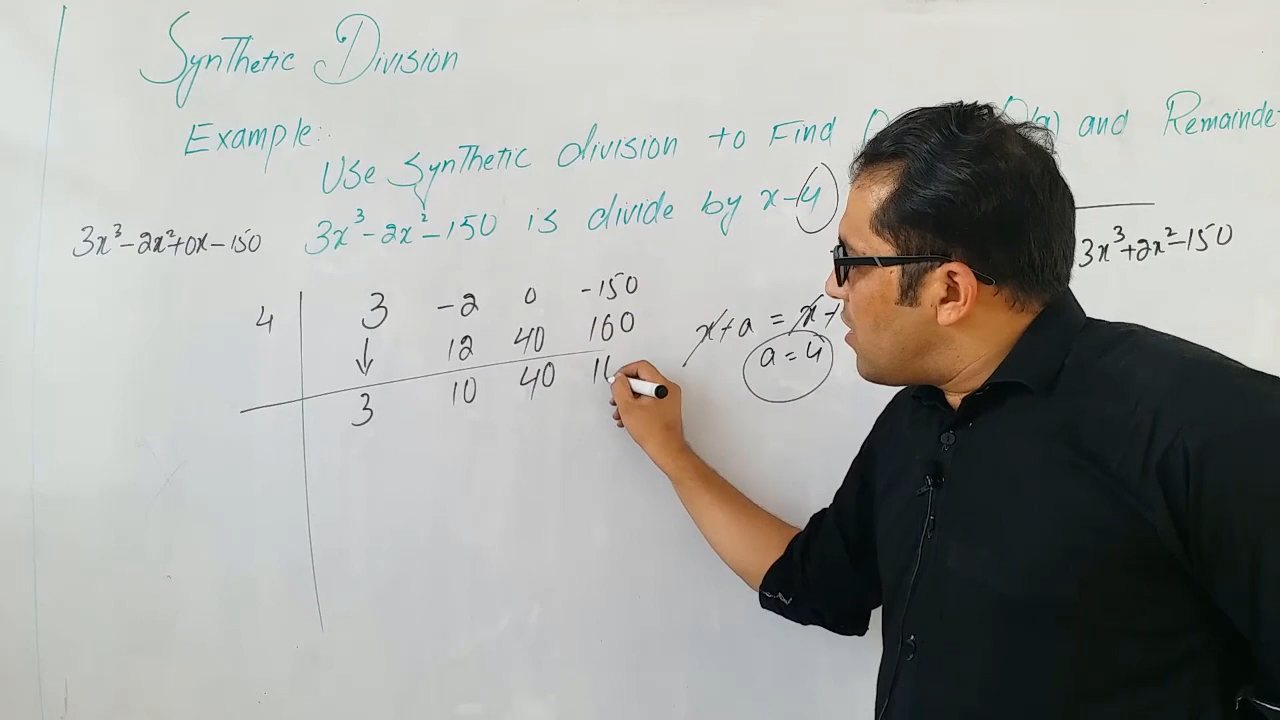 Synthetic Division
Example:
Use Synthetic division to Find and Remainde
3x³-2x²-150 is divide by x-4
3x³-2x²+0x-150
3x³+2x²-150
4 3 -2 0 -150
12 40 160
3 10 40
x+a = x+
a=4